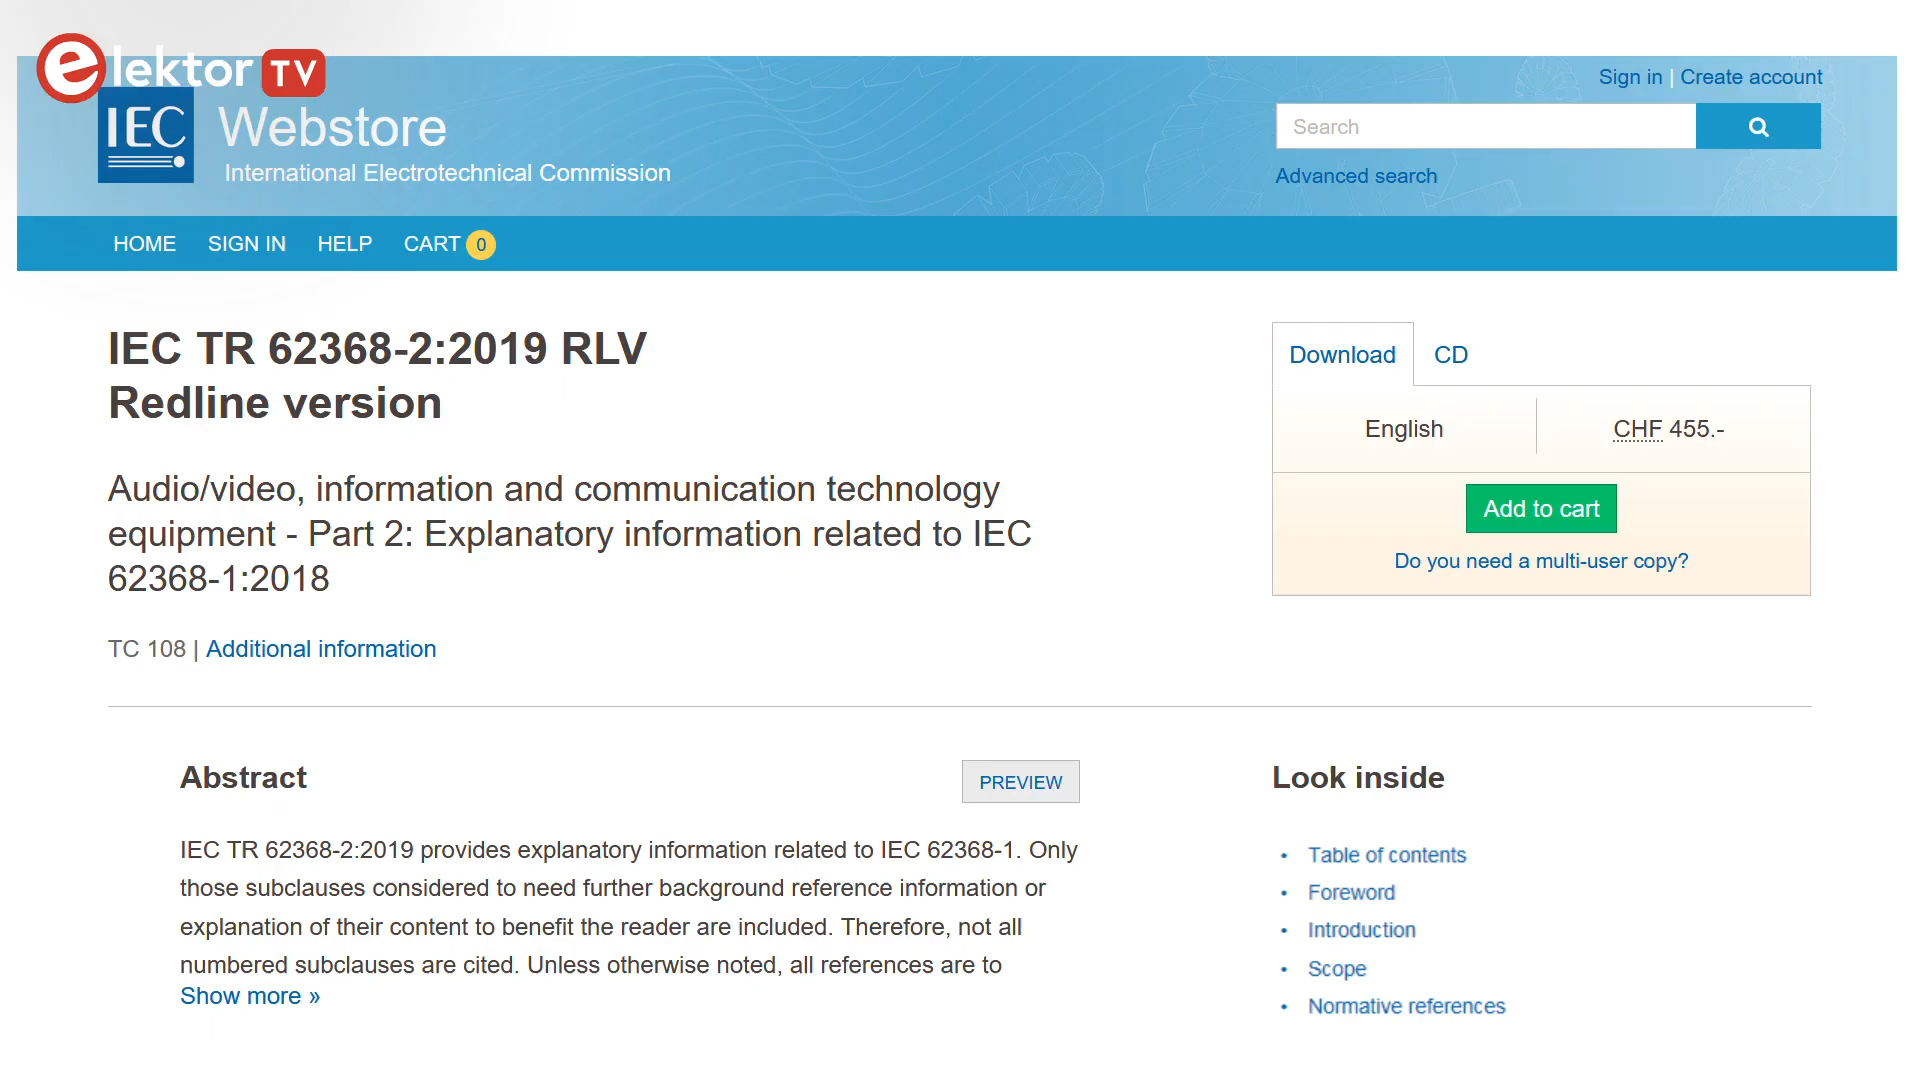 elektor TV
Sign in | Create account
IEC
Webstore
International Electrotechnical Commission
Search
Advanced search
HOME SIGN IN HELP CART 0
IEC TR 62368-2:2019 RLV
Redline version
Audio/video, information and communication technology
equipment - Part 2: Explanatory information related to IEC
62368-1:2018
TC 108 | Additional information
Download CD
English CHF 455.-
Add to cart
Do you need a multi-user copy?
Abstract
PREVIEW
IEC TR 62368-2:2019 provides explanatory information related to IEC 62368-1. Only
those subclauses considered to need further background reference information or
explanation of their content to benefit the reader are included. Therefore, not all
numbered subclauses are cited. Unless otherwise noted, all references are to
Show more »
Look inside
• Table of contents
• Foreword
• Introduction
• Scope
• Normative references